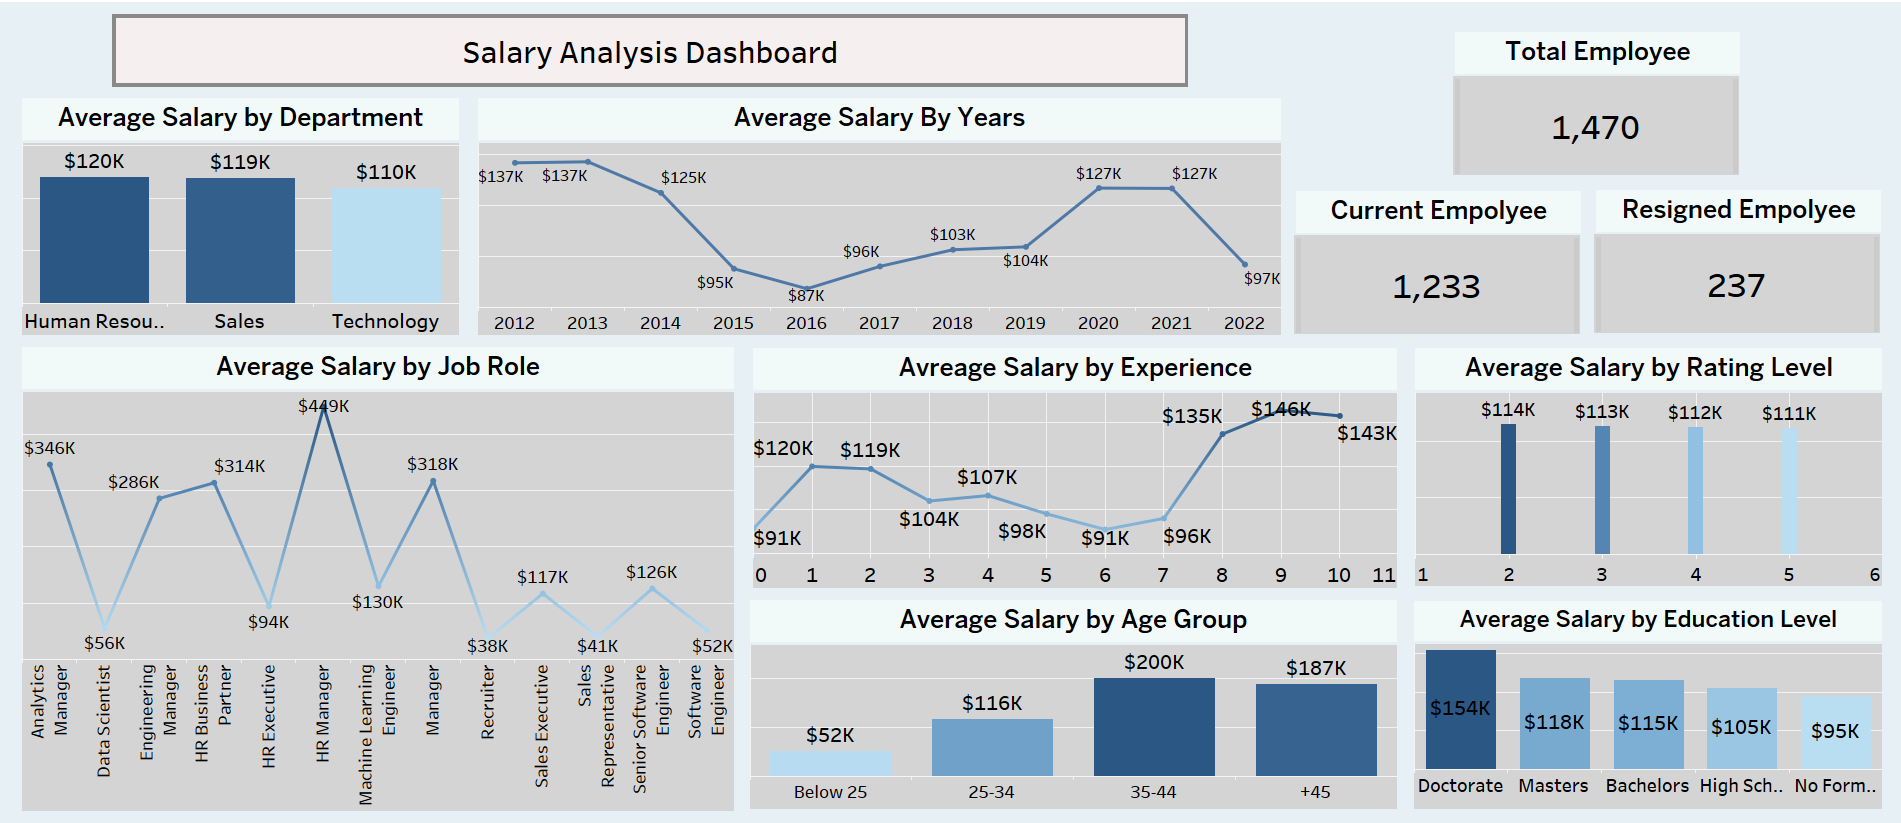 Salary Analysis Dashboard
Total Employee
1,470
Average Salary by Department
$120K
$119K
$110K
Human Resou..
Sales
Technology
Average Salary By Years
$137K
$137K
$125K
$95K
$87K
$96K
$103K
$104K
$127K
$127K
$97K
2012 2013 2014 2015 2016 2017 2018 2019 2020 2021 2022
Current Empolyee
1,233
Resigned Empolyee
237
Average Salary by Job Role
$346K
$56K
$286K
$314K
$94K
$449K
$130K
$318K
$38K
$117K
$41K
$126K
$52K
Analytics
Manager
Data Scientist
Engineering
Manager
HR Business
Partner
HR Executive
HR Manager
Machine Learning
Engineer
Manager
Recruiter
Sales Executive
Sales
Representative
Senior Software
Engineer
Software
Engineer
Avreage Salary by Experience
$91K
$120K
$119K
$104K
$107K
$98K
$91K
$96K
$135K
$146K
$143K
0 1 2 3 4 5 6 7 8 9 10 11
Average Salary by Rating Level
$114K
$113K
$112K
$111K
1 2 3 4 5 6
Average Salary by Age Group
$52K
$116K
$200K
$187K
Below 25
25-34
35-44
+45
Average Salary by Education Level
$154K
$118K
$115K
$105K
$95K
Doctorate
Masters
Bachelors
High Sch..
No Form..